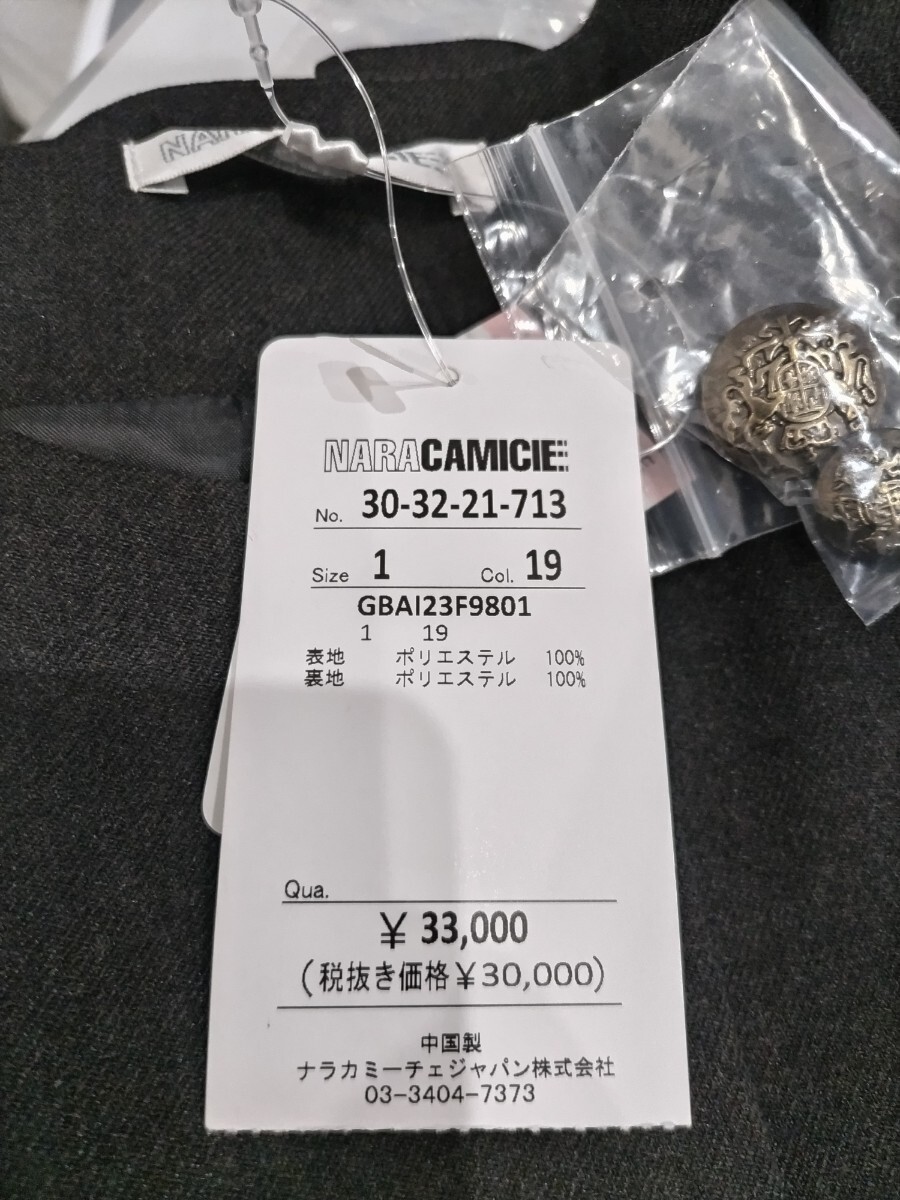 NARACAMICIE
No. 30-32-21-713
Size 1 Col. 19
GBAI23F9801
1 19
表地 ポリエステル 100%
裏地 ポリエステル 100%
Qua.
¥ 33,000
(税抜き価格¥30,000)
中国製
ナラカミーチェジャパン株式会社
03-3404-7373